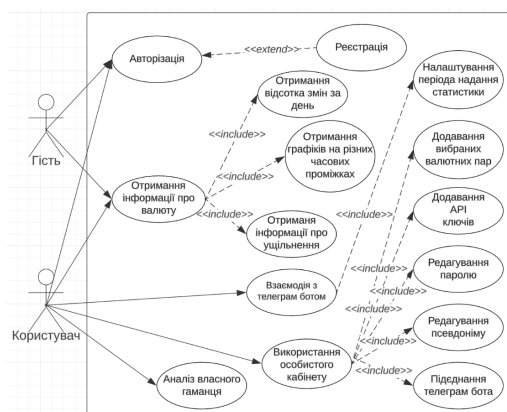 Авторізація
<<extend>>
Реєстрація
Отримання
відсотка змін за
день
Налаштування
періода надання
статистики
Гість
<<include>>
Отримання
графіків на різних
часових
проміжках
Додавання
вибраних
валютних пар
Отримання
інформації про
валюту
<<include>>
<<include>>
Отриманя
інформації про
ущільнення
<<include>>
Додавання
API
ключів
Користувач
Взаємодія з
телеграм ботом
<<include>>
<<include>>
<<include>>
Редагування
паролю
Аналіз власного
гаманця
Використання
особистого
кабінету
<<include>>
Редагування
псевдоніму
<<include>>
Підєднання
телеграм бота